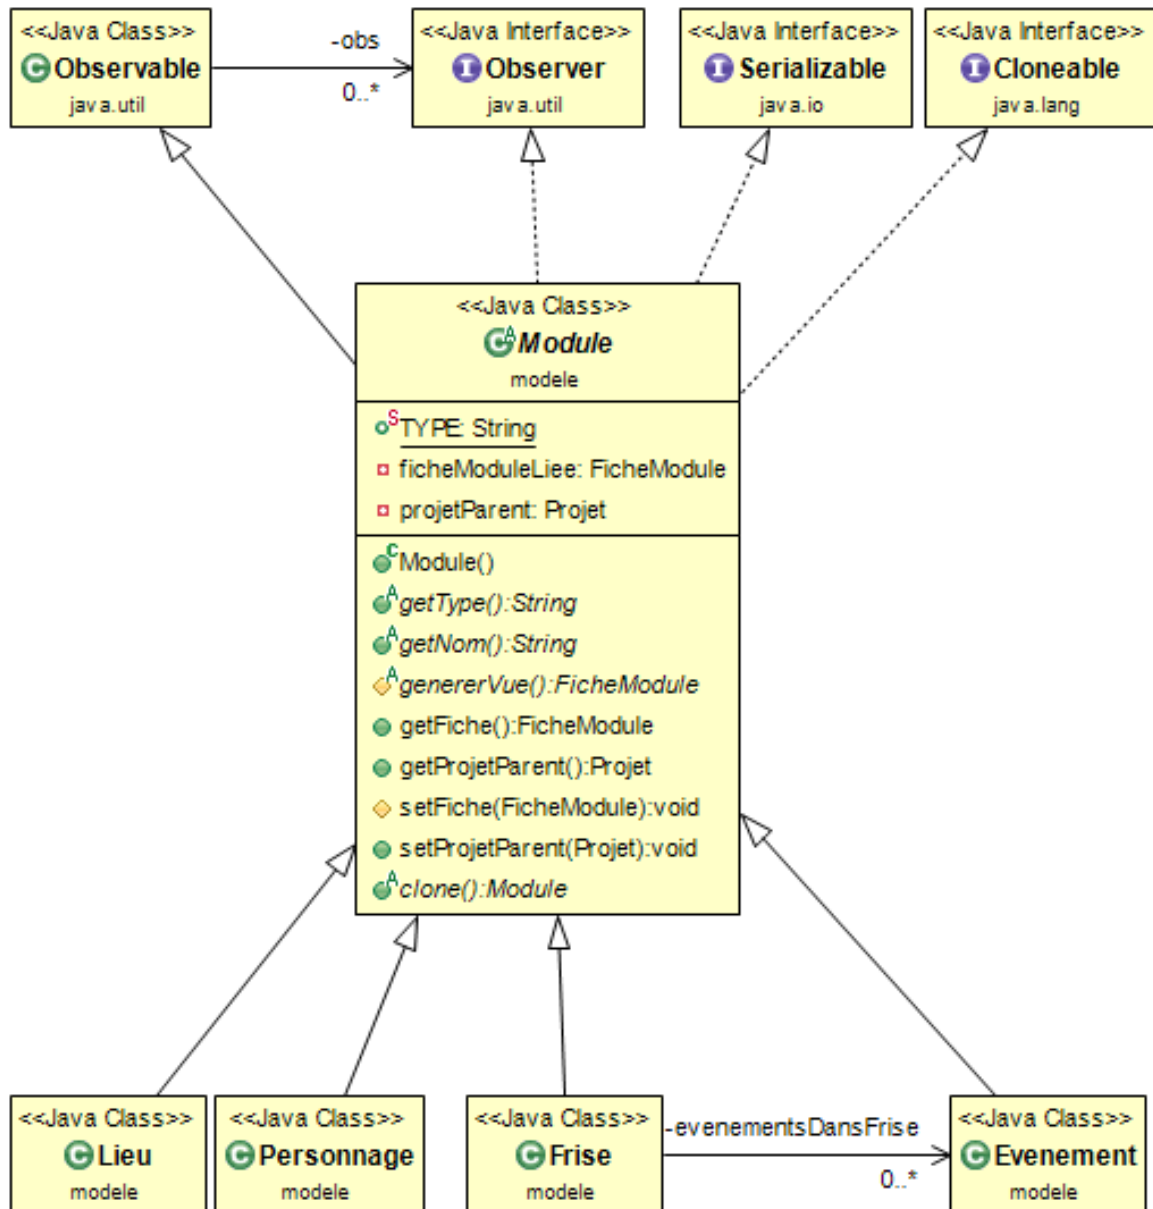 <<Java Class>>
Observable
java.util
-obs
0..*
<<Java Interface>>
Observer
java.util
<<Java Interface>>
Serializable
java.io
<<Java Interface>>
Cloneable
java.lang
<<Java Class>>
Module
modele
TYPE: String
ficheModuleLiee: FicheModule
projetParent: Projet
Module()
getType():String
getNom():String
genererVue():FicheModule
getFiche():FicheModule
getProjetParent():Projet
setFiche(FicheModule):void
setProjetParent(Projet):void
clone():Module
<<Java Class>>
Lieu
modele
<<Java Class>>
Personnage
modele
<<Java Class>>
Frise
modele
-evenementsDansFrise
0..*
<<Java Class>>
Evenement
modele